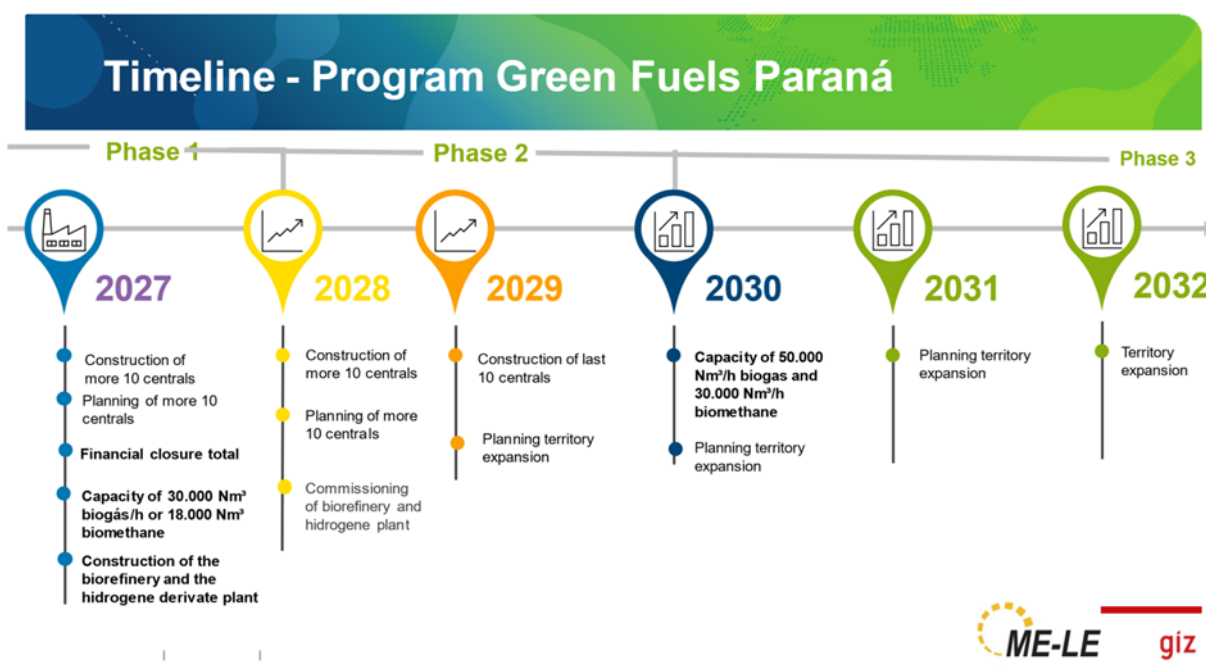 Timeline - Program Green Fuels Paraná
Phase 1
Phase 2
Phase 3
2027
2028
2029
2030
2031
2032
Construction of
more 10 centrals
Planning of more 10
centrals
Financial closure total
Capacity of 30.000 Nm³
biogás/h or 18.000 Nm³
biomethane
Construction of the
biorefinery and the
hidrogene derivate plant
Construction of
more 10 centrals
Planning of more
10 centrals
Commissioning
of biorefinery and
hidrogene plant
Construction of last
10 centrals
Planning territory
expansion
Capacity of 50.000
Nm³/h biogas and
30.000 Nm³/h
biomethane
Planning territory
expansion
Planning territory
expansion
Territory
expansion
ME-LE
giz